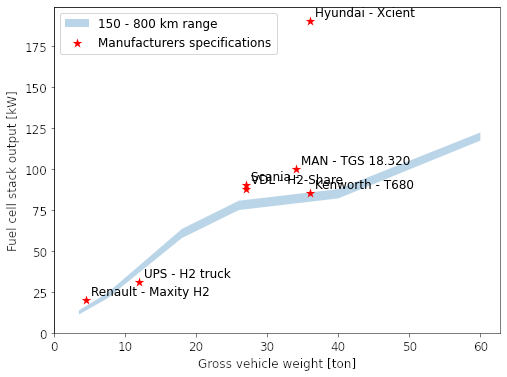 Hyundai - Xcient
150 - 800 km range
Manufacturers specifications
175
150
125
100
75
50
25
0
Fuel cell stack output [kW]
MAN - TGS 18.320
Scania -
VDL - H2-Share
Kenworth - T680
UPS - H2 truck
Renault - Maxity H2
0 10 20 30 40 50 60
Gross vehicle weight [ton]